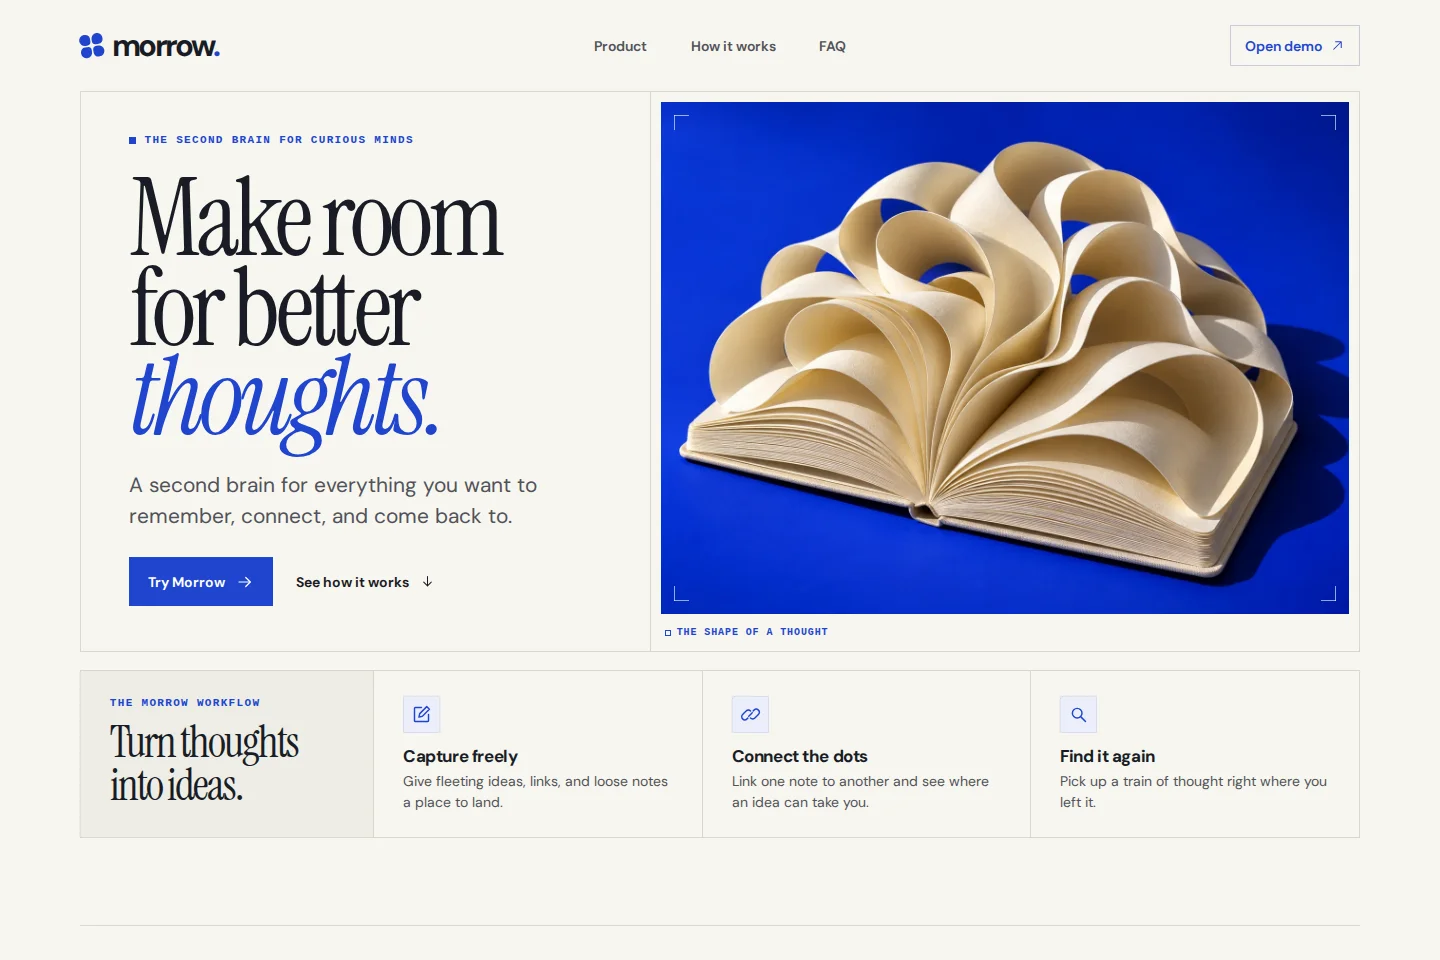 morrow.
Product
How it works
FAQ
Open demo
THE SECOND BRAIN FOR CURIOUS MINDS
Make room
for better
thoughts.
A second brain for everything you want to
remember, connect, and come back to.
Try Morrow
See how it works
THE SHAPE OF A THOUGHT
THE MORROW WORKFLOW
Turn thoughts
into ideas.
Capture freely
Give fleeting ideas, links, and loose notes
a place to land.
Connect the dots
Link one note to another and see where
an idea can take you.
Find it again
Pick up a train of thought right where you
left it.